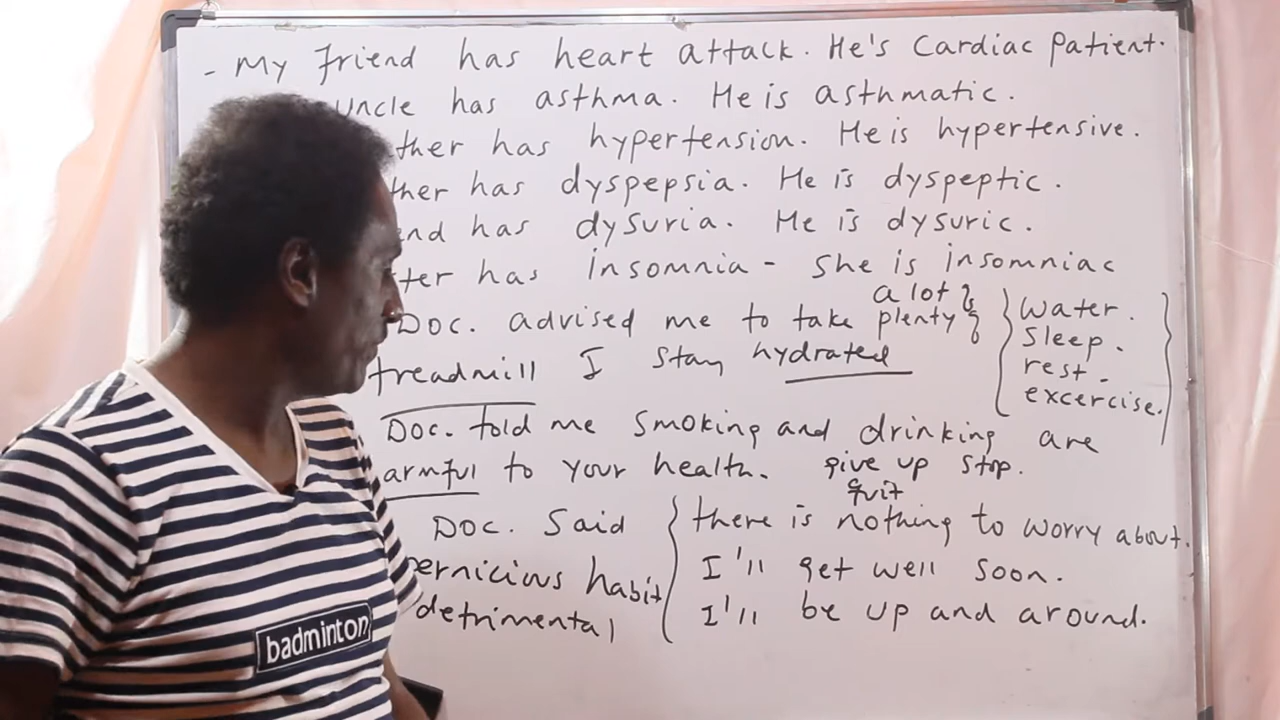 - My friend has heart attack. He's Cardiac Patient.
uncle has asthma. He is asthmatic.
ther has hypertension. He is hypertensive.
ther has dyspepsia. He is dyspeptic.
end has dysuria. He is dysuric.
ter has insomnia - She is insomniac
a lot
Doc. advised me to take plenty
water.
Sleep.
rest.
excercise.
treadmill I stay hydrated
Doc. told me smoking and drinking are
armful to your health. give up stop.
quit
Doc. Said
ernicious habit
detrimental
there is nothing to worry about.
I'll get well soon.
I'll be up and around.
badminton